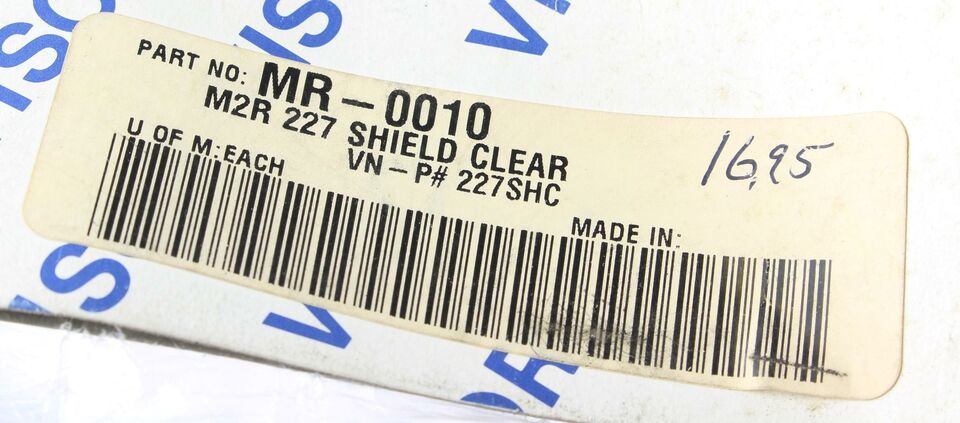 PART NO: MR-0010
M2R 227 SHIELD CLEAR
U OF M: EACH VN-P# 227SHC
16.95
MADE IN: